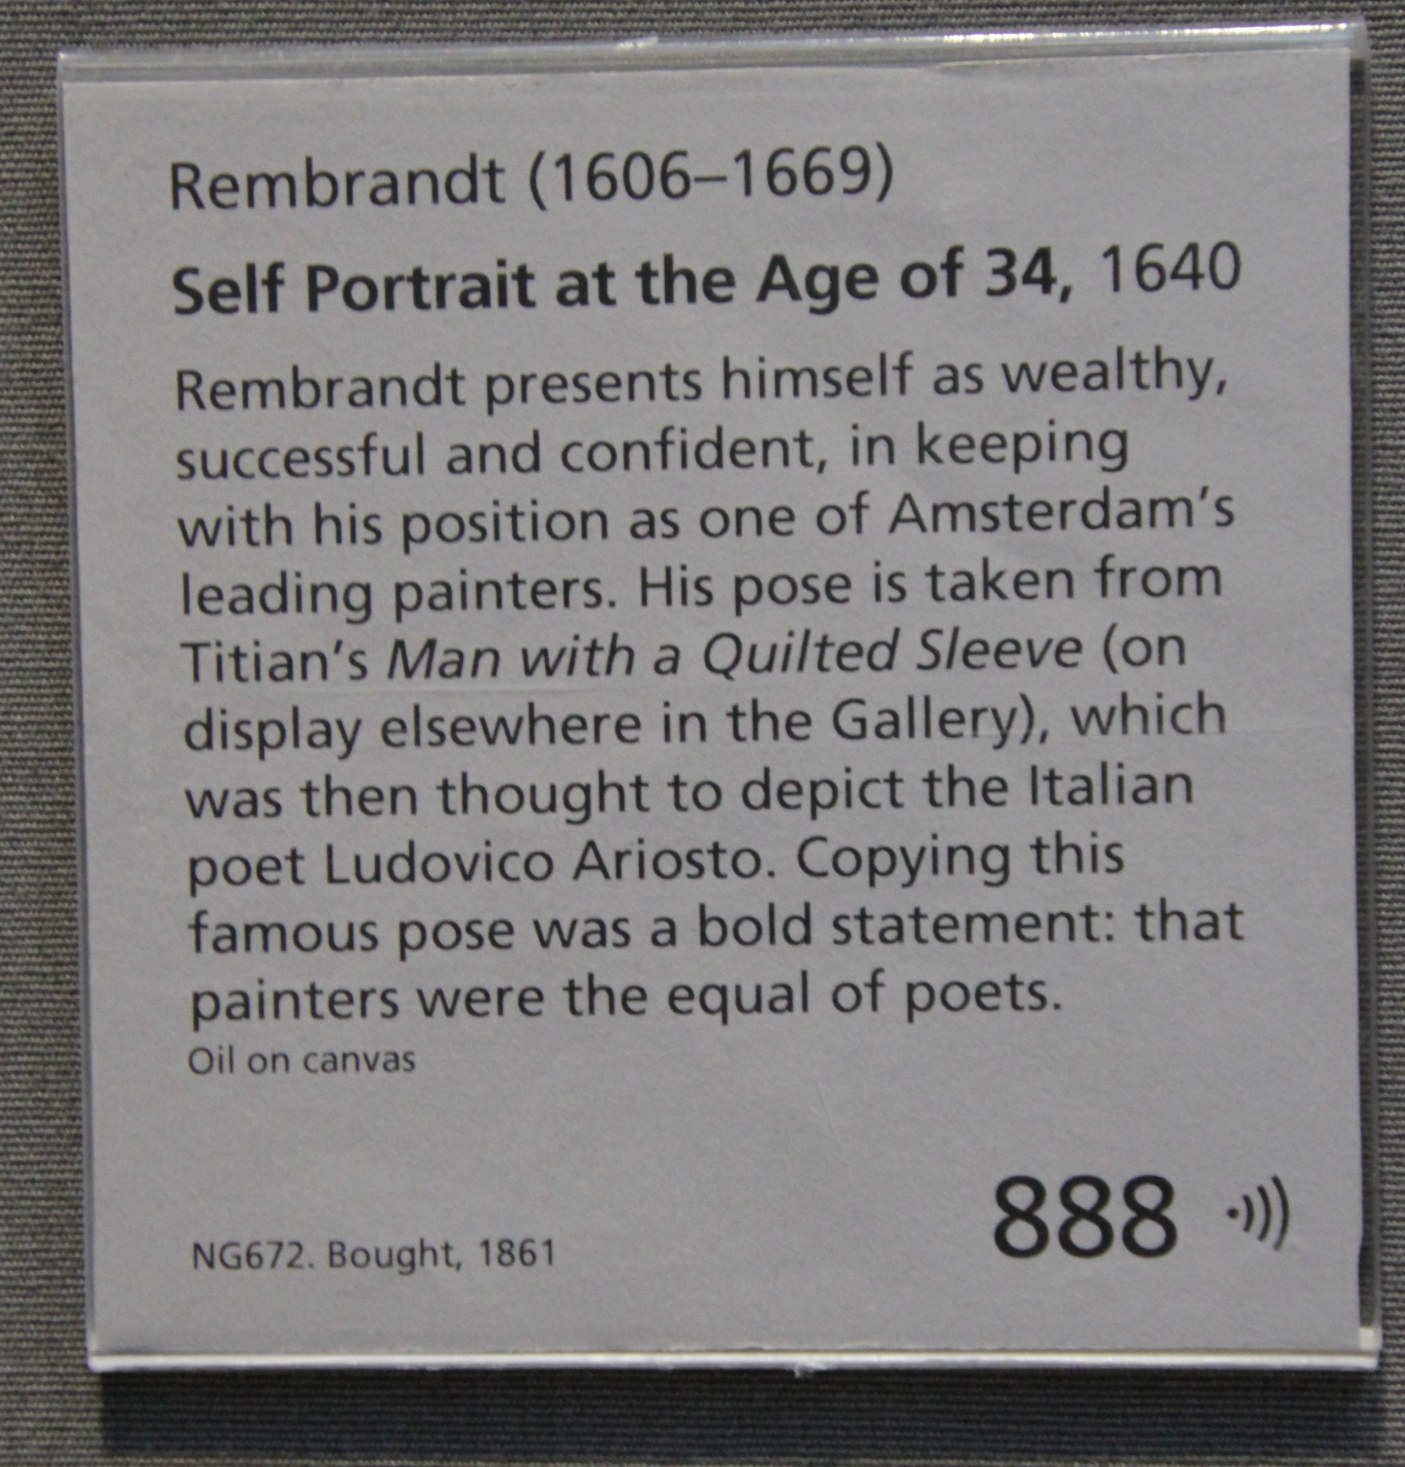 Rembrandt (1606–1669)
Self Portrait at the Age of 34, 1640
Rembrandt presents himself as wealthy,
successful and confident, in keeping
with his position as one of Amsterdam’s
leading painters. His pose is taken from
Titian’s Man with a Quilted Sleeve (on
display elsewhere in the Gallery), which
was then thought to depict the Italian
poet Ludovico Ariosto. Copying this
famous pose was a bold statement: that
painters were the equal of poets.
Oil on canvas
888
NG672. Bought, 1861